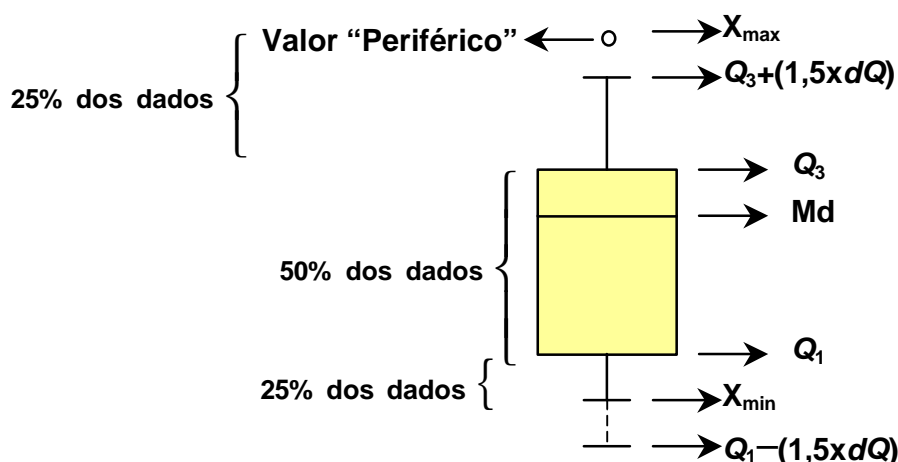 Valor “Periférico”
X max
Q3+(1,5xdQ)
25% dos dados
Q3
Md
50% dos dados
Q1
25% dos dados
Xmin
Q1–(1,5xdQ)